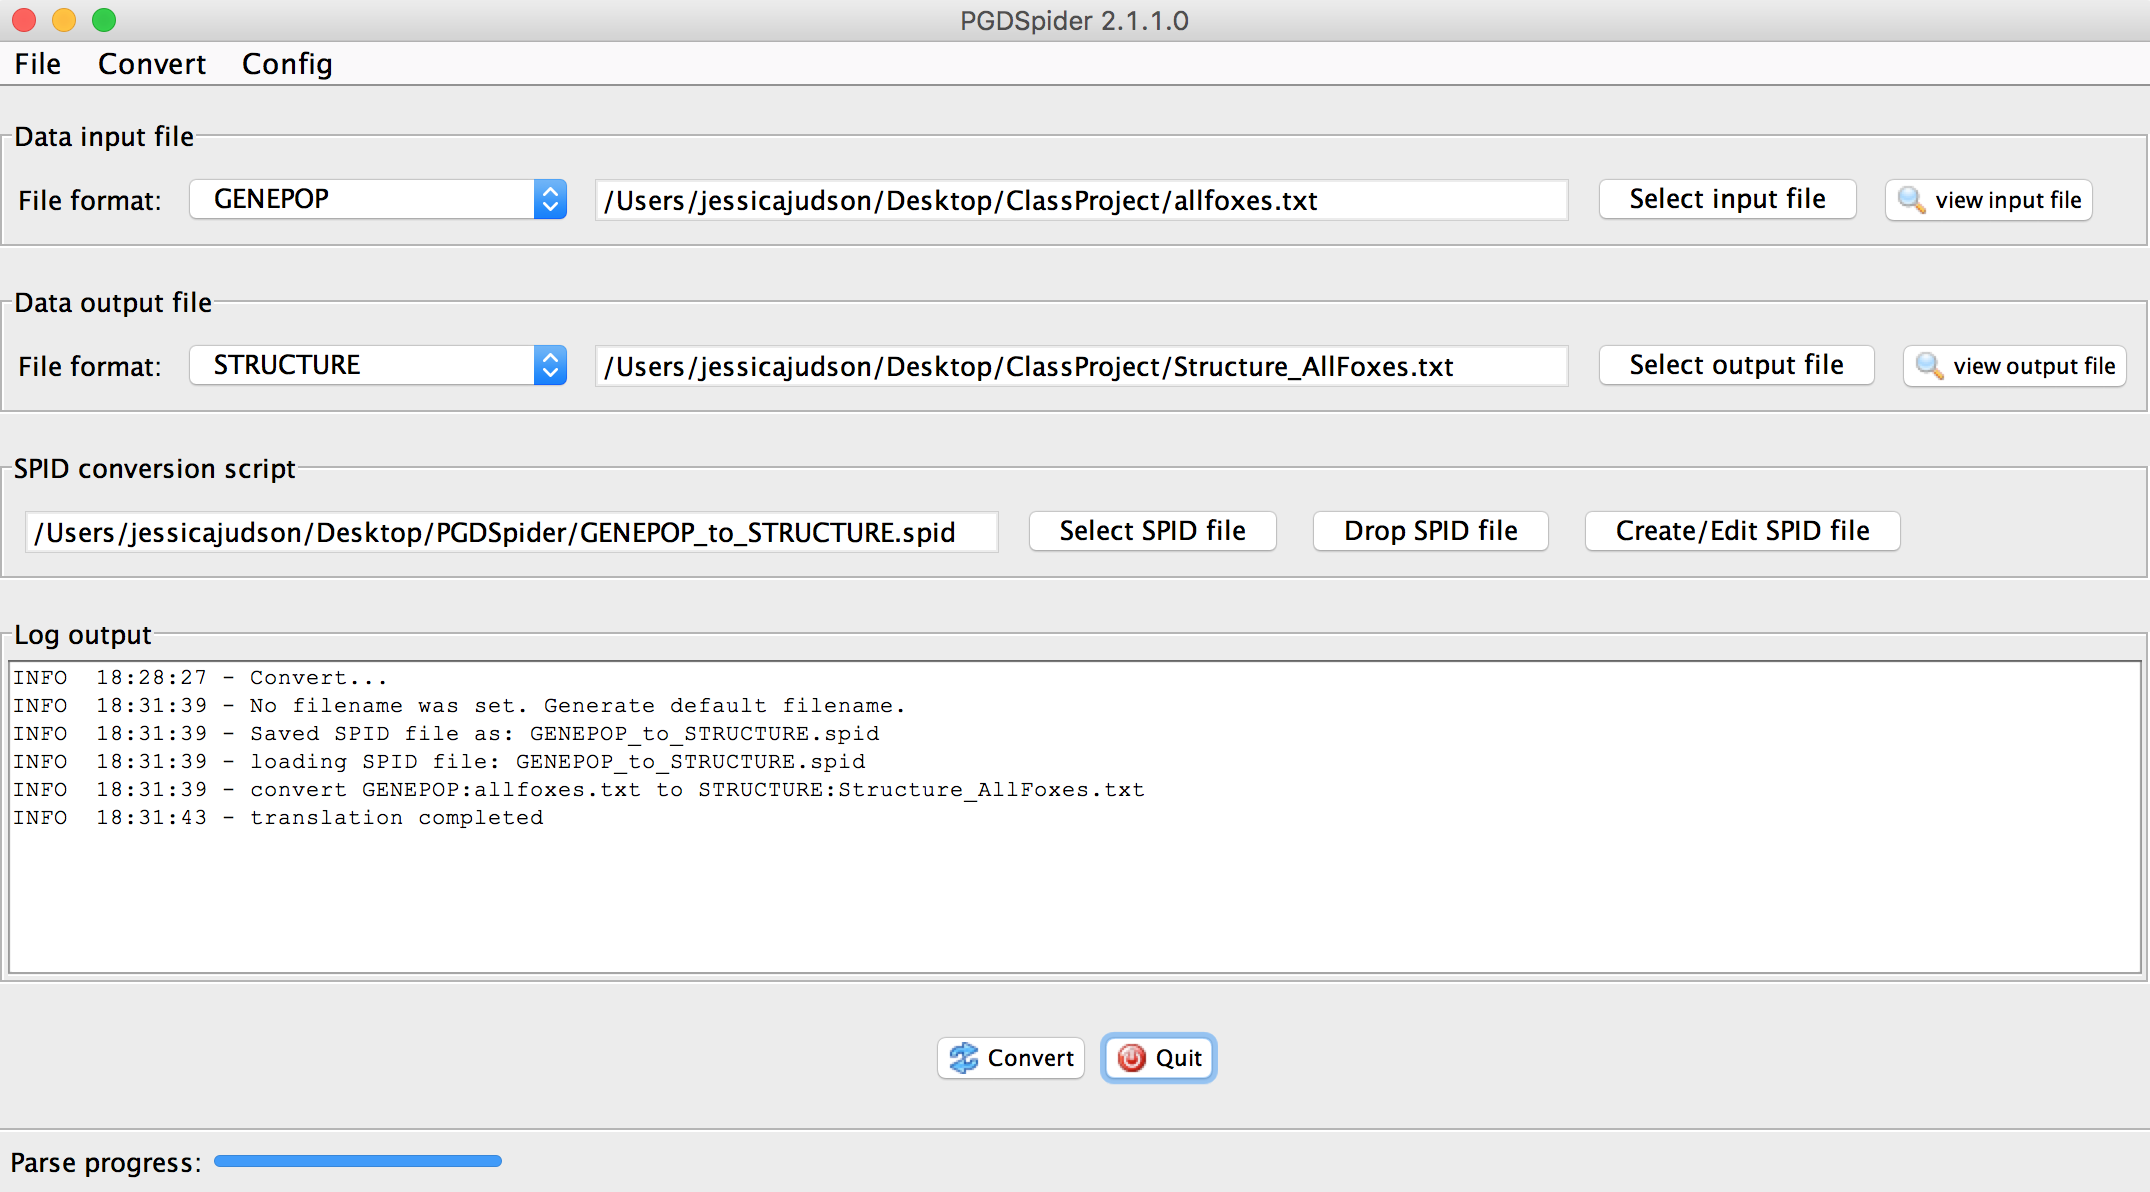 PGDSpider 2.1.1.0
File Convert Config
Data input file
File format: GENEPOP /Users/jessicajudson/Desktop/ClassProject/allfoxes.txt Select input file view input file
Data output file
File format: STRUCTURE /Users/jessicajudson/Desktop/ClassProject/Structure_AllFoxes.txt Select output file view output file
SPID conversion script
/Users/jessicajudson/Desktop/PGDSpider/GENEPOP_to_STRUCTURE.spid Select SPID file Drop SPID file Create/Edit SPID file
Log output
INFO 18:28:27 - Convert...
INFO 18:31:39 - No filename was set. Generate default filename.
INFO 18:31:39 - Saved SPID file as: GENEPOP_to_STRUCTURE.spid
INFO 18:31:39 - loading SPID file: GENEPOP_to_STRUCTURE.spid
INFO 18:31:39 - convert GENEPOP:allfoxes.txt to STRUCTURE:Structure_AllFoxes.txt
INFO 18:31:43 - translation completed
Convert Quit
Parse progress: